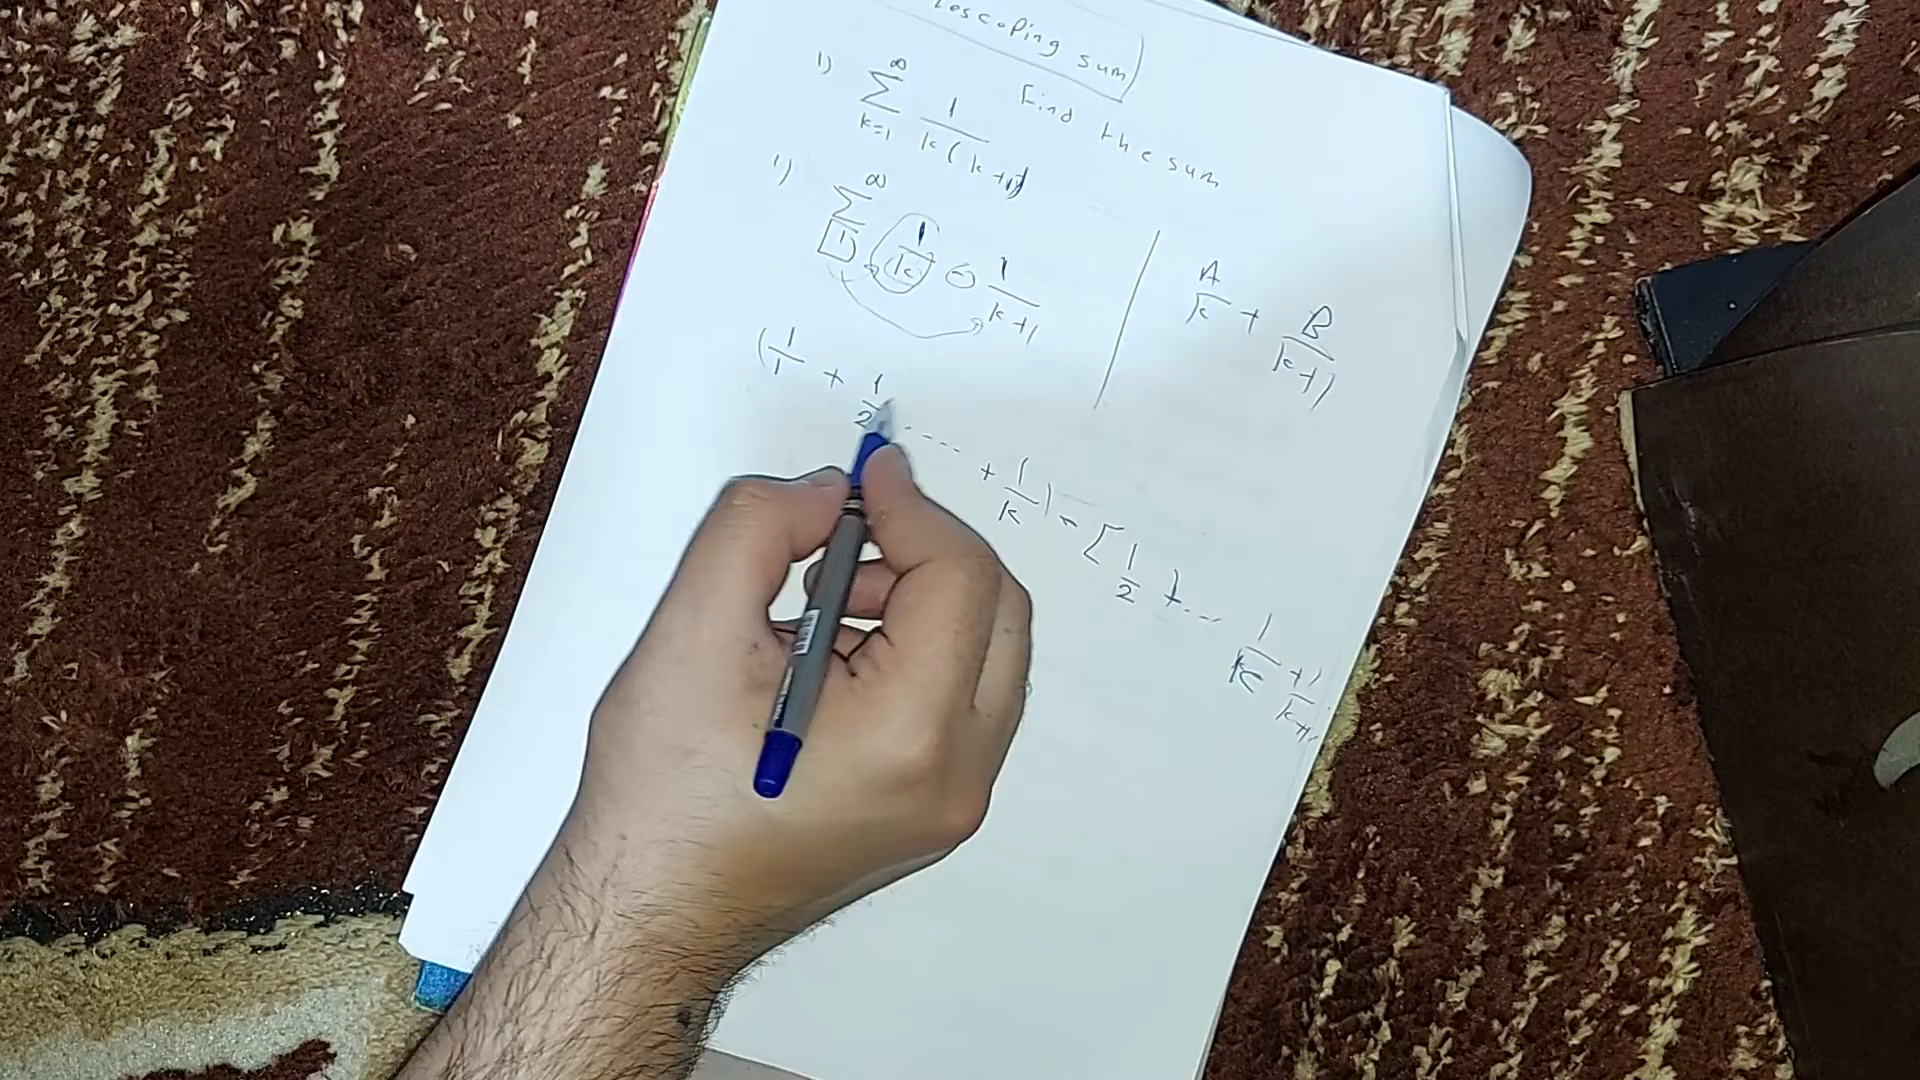 sum
Find the sum
1) ∞ Σ k=1 1/k(k+1)
1) ∞ Σ 1 1/k - 1/k+1
A/k + B/k+1
(1/1 + 1/2 .... + 1/k) - [1/2 + ... 1/k + 1/k+1